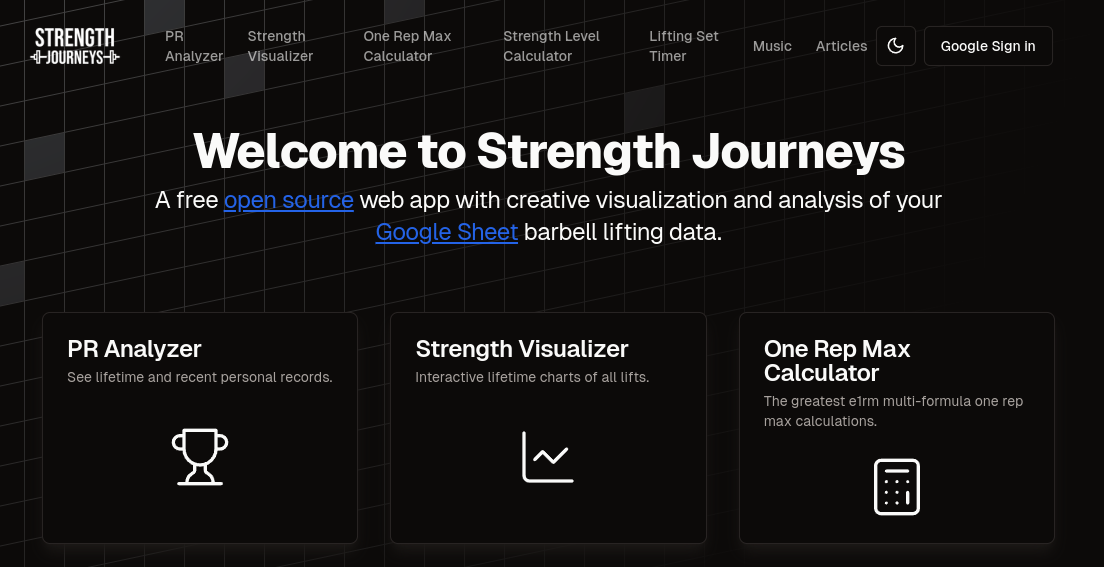 STRENGTH
JOURNEYS
PR
Analyzer
Strength
Visualizer
One Rep Max
Calculator
Strength Level
Calculator
Lifting Set
Timer
Music
Articles
Google Sign in
Welcome to Strength Journeys
A free open source web app with creative visualization and analysis of your
Google Sheet barbell lifting data.
PR Analyzer
See lifetime and recent personal records.
Strength Visualizer
Interactive lifetime charts of all lifts.
One Rep Max
Calculator
The greatest e1rm multi-formula one rep
max calculations.